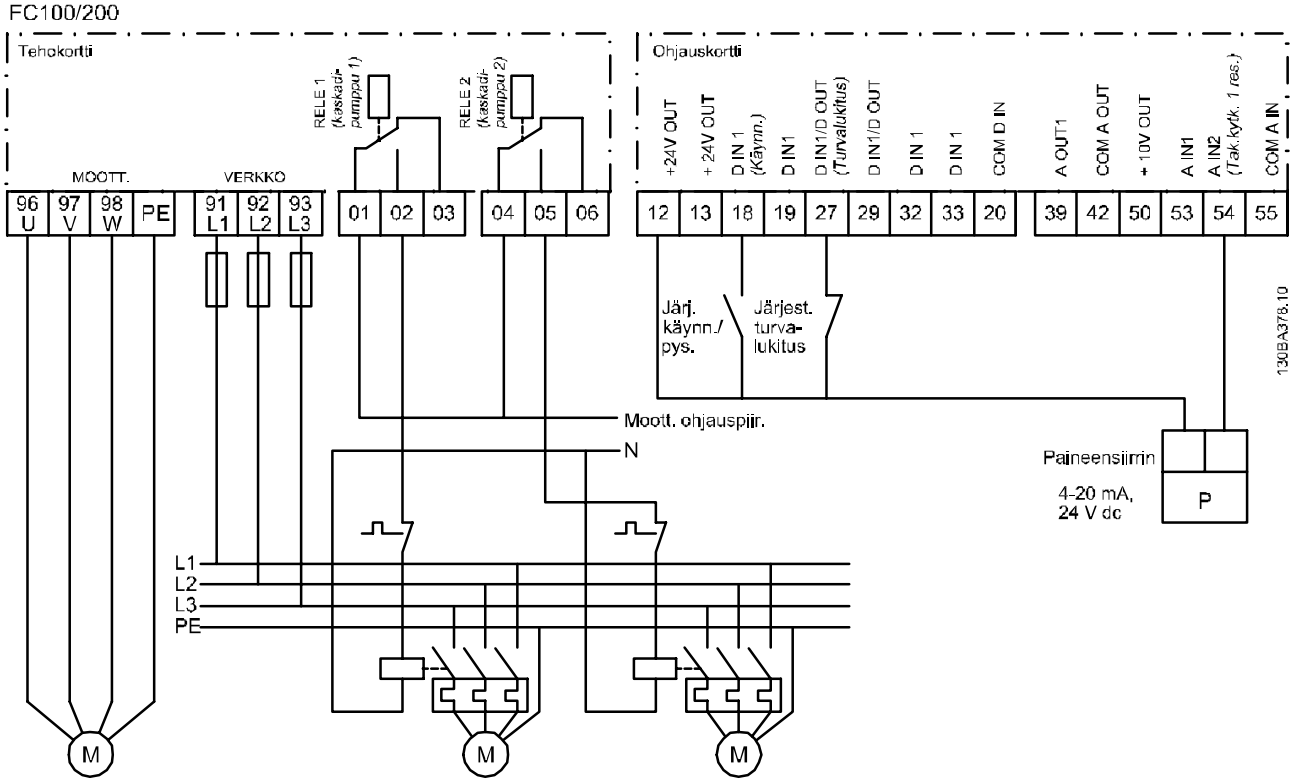 FC100/200
Tehokortti
RELE 1
(kaskadi-
pumppu 1)
RELE 2
(kaskadi-
pumppu 2)
MOOTT.
VERKKO
96 97 98 PE 91 92 93 01 02 03 04 05 06
U V W L1 L2 L3
Ohjauskortti
+24V OUT
+ 24V OUT
D IN 1
(Käynn.)
D IN1
D IN1/D OUT
(Turvalukitus)
D IN1/D OUT
D IN 1
D IN 1
COM D IN
A OUT1
COM A OUT
+ 10V OUT
A IN1
A IN2
(Tak.kytk. 1 res.)
COM A IN
12 13 18 19 27 29 32 33 20 39 42 50 53 54 55
Järj.
käynn./
pys.
Järjest.
turva-
lukitus
130BA378.10
Moott. ohjauspiir.
N
Paineensiirrin
4-20 mA,
24 V dc
P
L1
L2
L3
PE
M
M
M